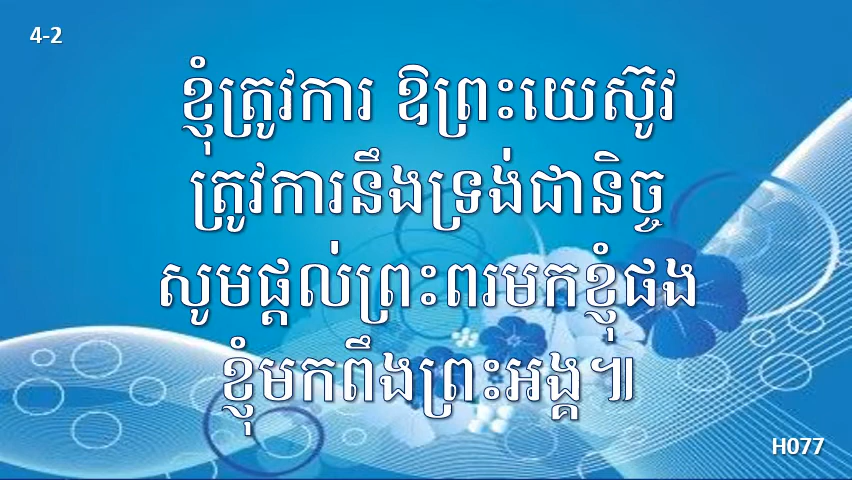 4-2
ខ្ញុំត្រូវការ ឱព្រះយេស៊ូវ
ត្រូវការនឹងទ្រង់ជានិច្ច
សូមផ្តល់ព្រះពរមកខ្ញុំផង
ខ្ញុំមកពឹងព្រះអង្គ៕
H077